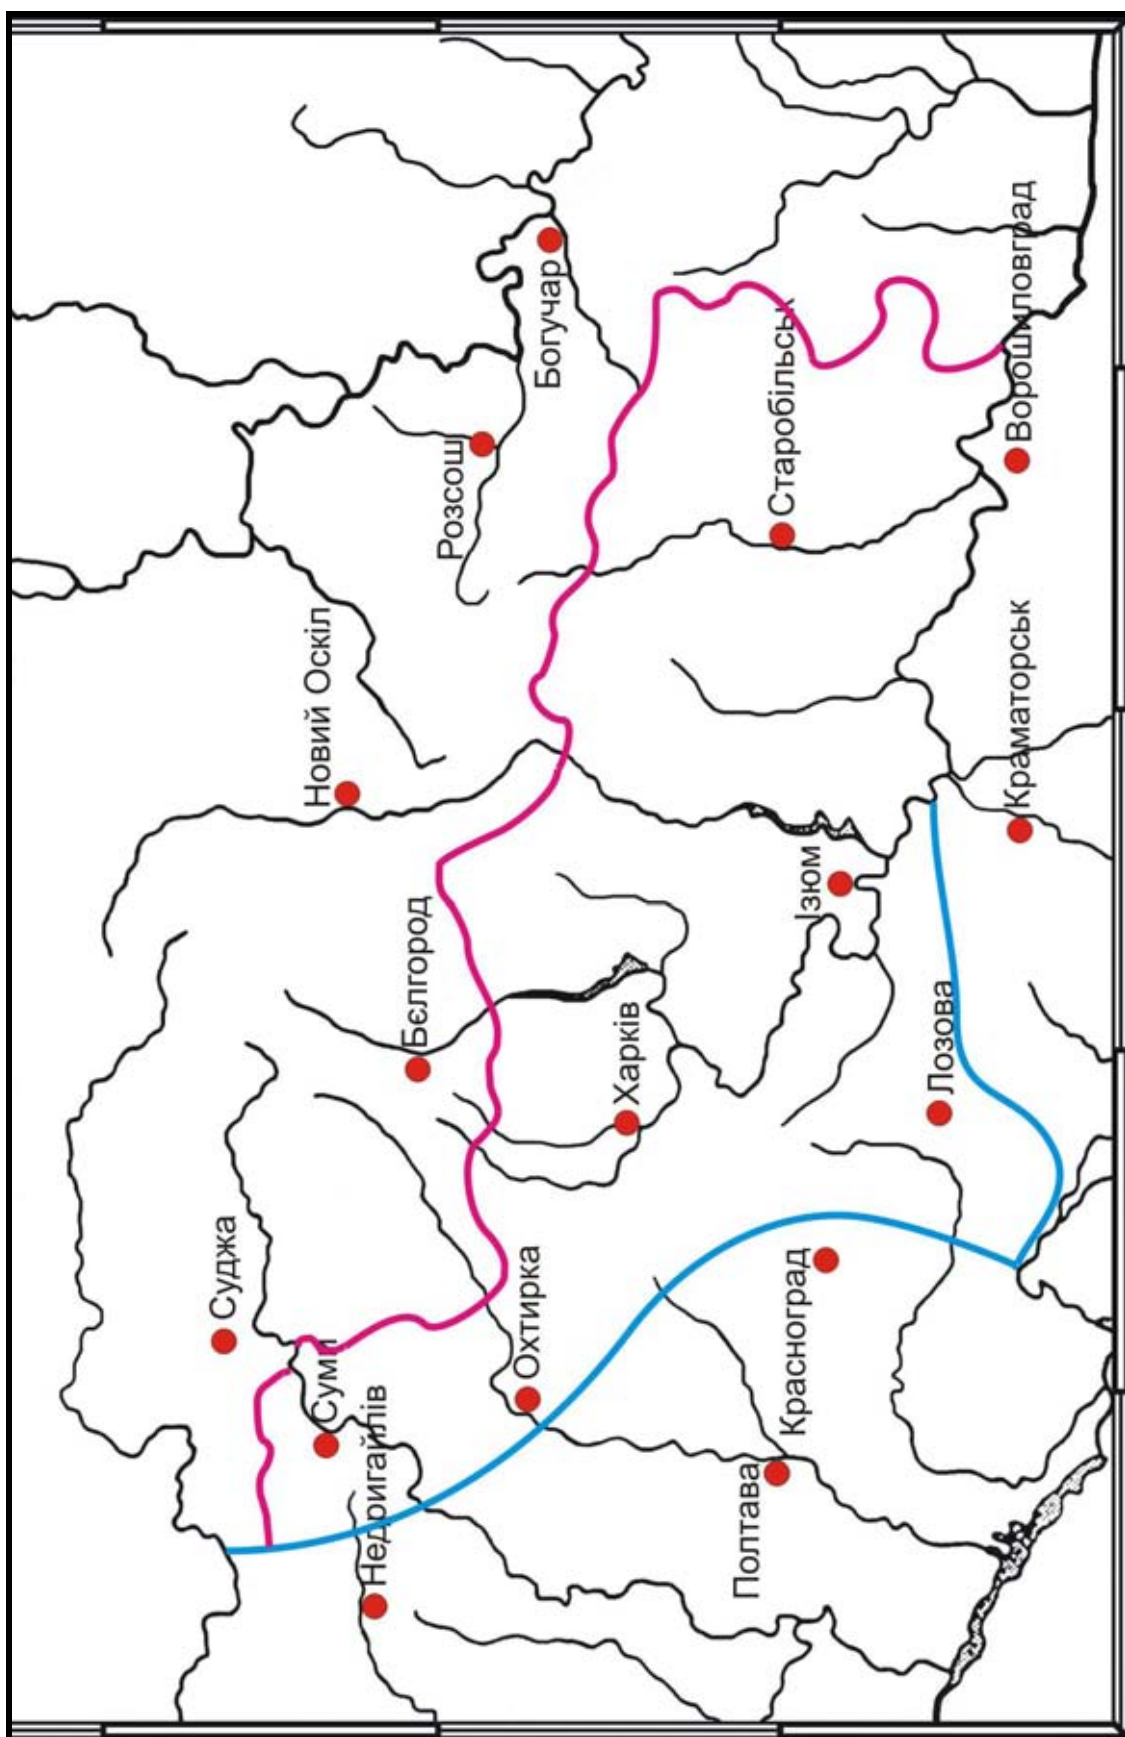 Суджа
Новий Оскіл
Суми
Недригайлів
Бєлгород
Розсош
Охтирка
Богучар
Харків
Полтава
Старобільськ
Красноград
Ізюм
Лозова
Краматорськ
Ворошиловград